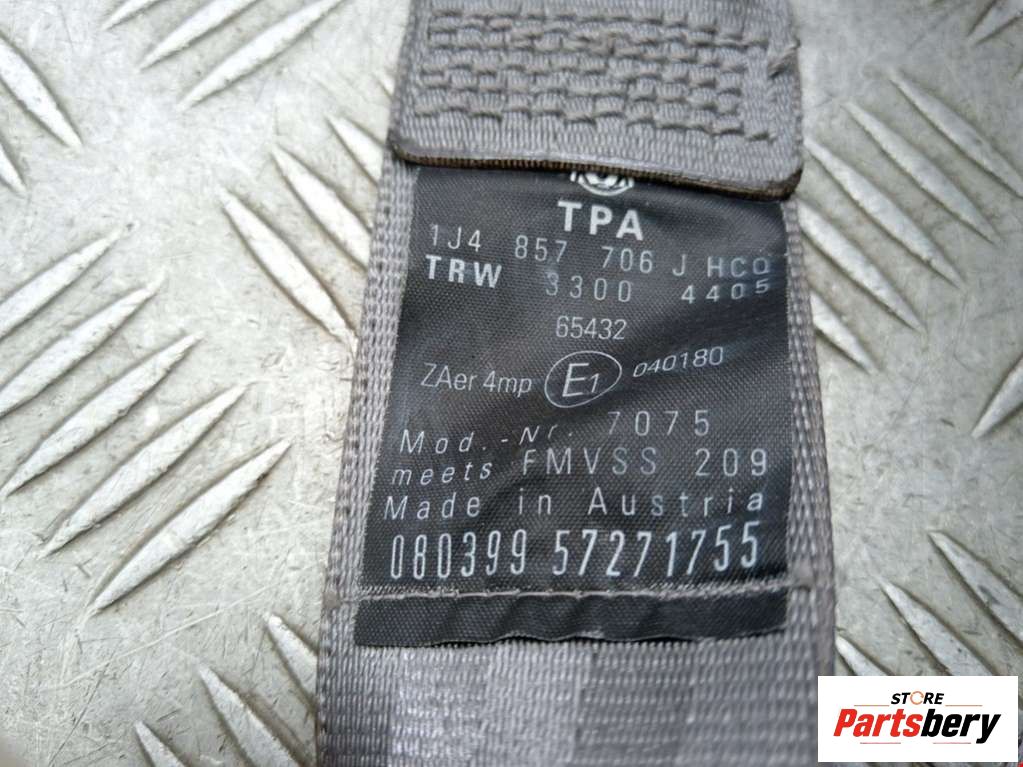 TPA
1J4 857 706 J HCO
TRW 3300 4405
65432
ZAer 4mp E1 040180
Mod.-Nr. 7075
meets FMVSS 209
Made in Austria
080399 57271755
STORE
Partsbery